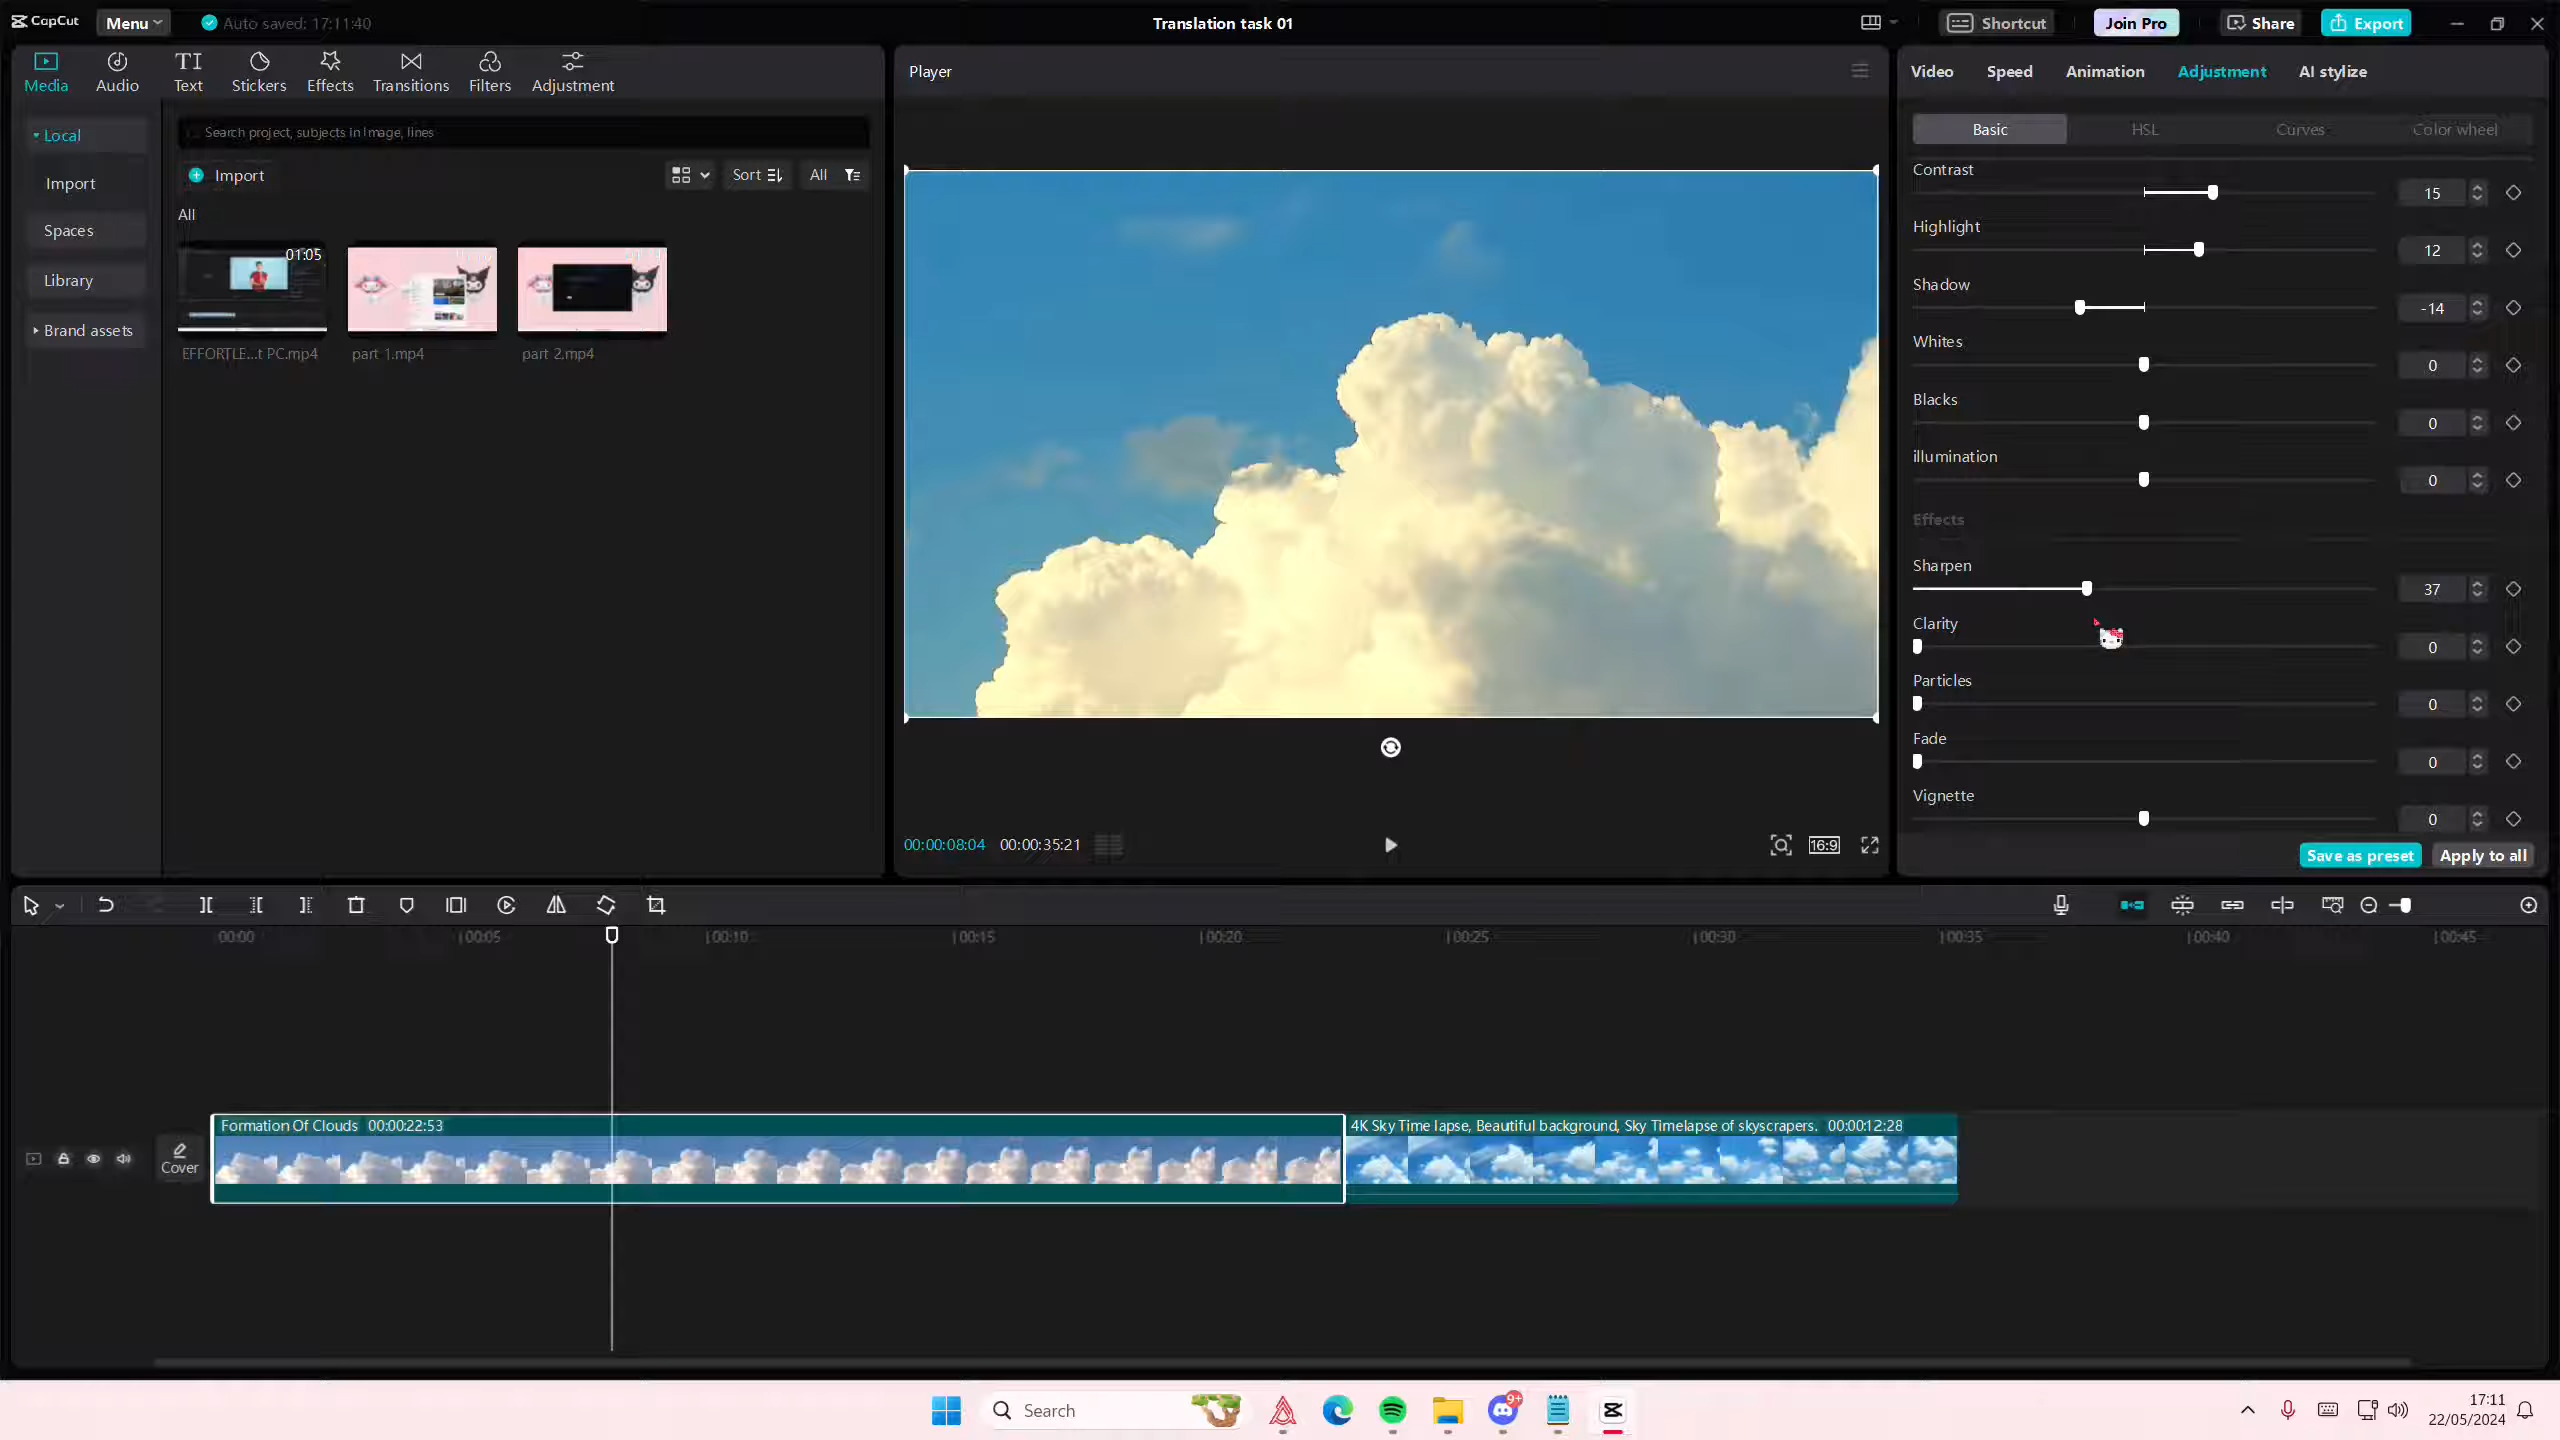 CapCut
Menu
Auto saved: 17:11:40
Translation task 01
Shortcut
Join Pro
Share
Export
Media
Audio
Text
Stickers
Effects
Transitions
Filters
Adjustment
Local
Import
Spaces
Library
Brand assets
Search project, subjects in image, lines
Import
Sort
All
All
01:05
EFFORTLE...t PC.mp4
part 1.mp4
part 2.mp4
Player
00:00:08:04
00:00:35:21
16:9
Video
Speed
Animation
Adjustment
AI stylize
Basic
HSL
Curves
Color wheel
Contrast
15
Highlight
12
Shadow
-14
Whites
0
Blacks
0
illumination
0
Effects
Sharpen
37
Clarity
0
Particles
0
Fade
0
Vignette
0
Save as preset
Apply to all
00:00
00:05
00:10
00:15
00:20
00:25
00:30
00:35
00:40
00:45
Cover
Formation Of Clouds 00:00:22:53
4K Sky Time lapse, Beautiful background, Sky Timelapse of skyscrapers. 00:00:12:28
Search
9+
17:11
22/05/2024